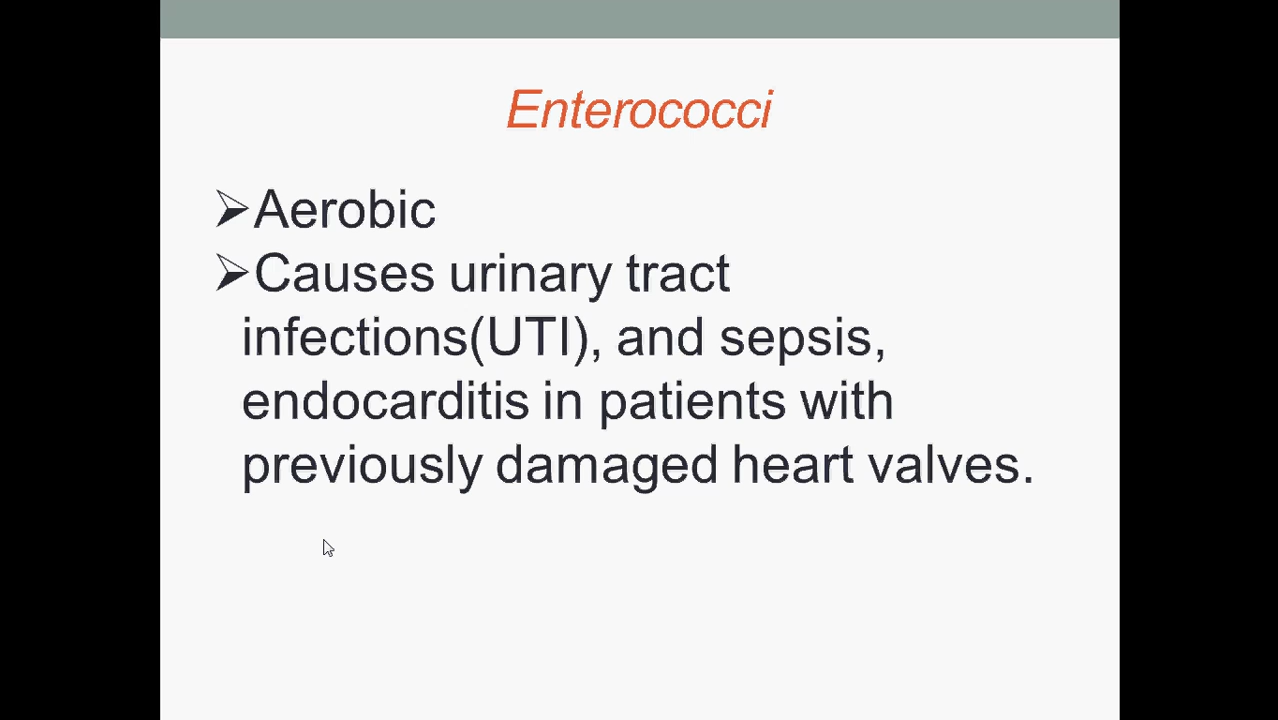 Enterococci
➢Aerobic
➢Causes urinary tract
infections(UTI), and sepsis,
endocarditis in patients with
previously damaged heart valves.